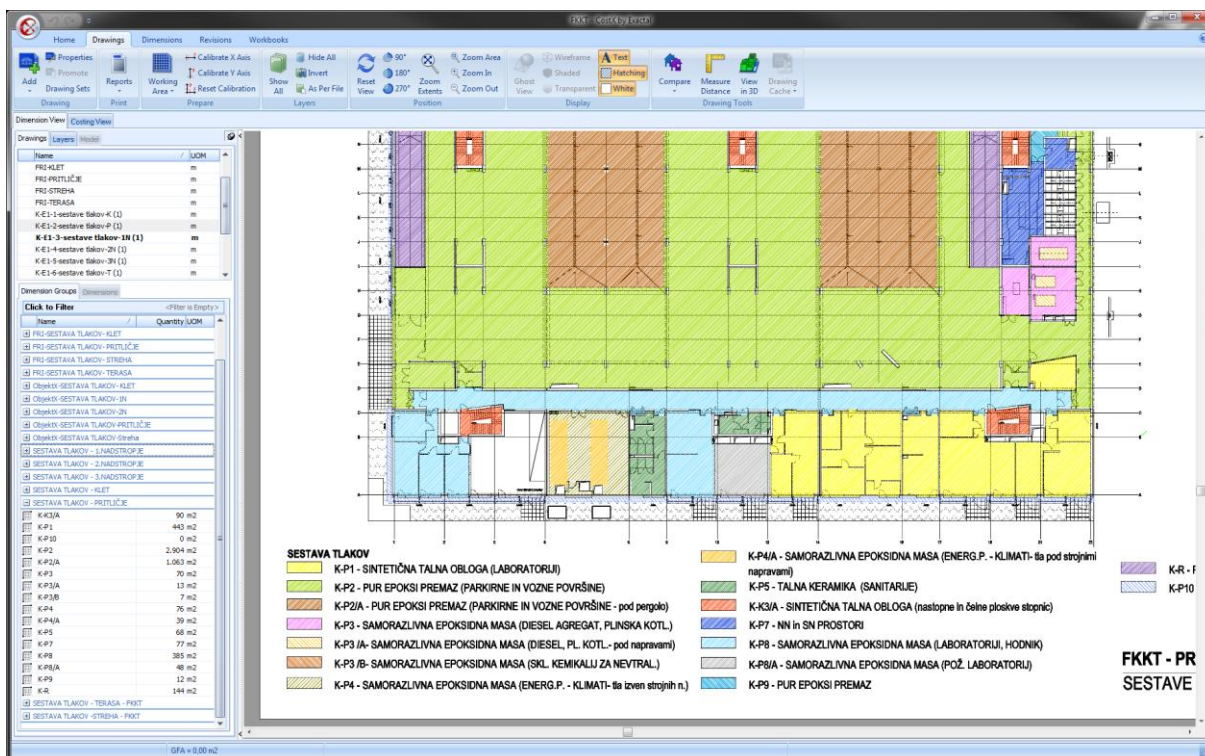 FKKT - CostX by Exactal
Home Drawings Dimensions Revisions Workbooks
Add
Properties
Promote
Drawing Sets
Drawing
Reports
Print
Working Area
Calibrate X Axis
Calibrate Y Axis
Reset Calibration
Prepare
Show All
Hide All
Invert
As Per File
Layers
Reset View
90°
180°
270°
Zoom Extents
Zoom Area
Zoom In
Zoom Out
Position
Ghost View
Wireframe
Shaded
Transparent
Text
Hatching
White
Display
Compare
Measure Distance
View in 3D
Drawing Cache
Drawing Tools
Dimension View Costing View
Drawings Layers Model
Name / UOM
FRI-KLET m
FRI-PRITLIČJE m
FRI-STREHA m
FRI-TERASA m
K-E1-1-sestave tlakov-K (1) m
K-E1-2-sestave tlakov-P (1) m
K-E1-3-sestave tlakov-1N (1) m
K-E1-4-sestave tlakov-2N (1) m
K-E1-5-sestave tlakov-3N (1) m
K-E1-6-sestave tlakov-T (1) m
Dimension Groups Dimensions
Click to Filter <Filter is Empty>
Name / Quantity UOM
FRI-SESTAVA TLAKOV- KLET
FRI-SESTAVA TLAKOV- PRITLIČJE
FRI-SESTAVA TLAKOV- STREHA
FRI-SESTAVA TLAKOV- TERASA
ObjektX-SESTAVA TLAKOV- KLET
ObjektX-SESTAVA TLAKOV-1N
ObjektX-SESTAVA TLAKOV-2N
ObjektX-SESTAVA TLAKOV-PRITLIČJE
ObjektX-SESTAVA TLAKOV-Streha
SESTAVA TLAKOV - 1.NADSTROPJE
SESTAVA TLAKOV - 2.NADSTROPJE
SESTAVA TLAKOV - 3.NADSTROPJE
SESTAVA TLAKOV - KLET
SESTAVA TLAKOV - PRITLIČJE
K-K3/A 90 m2
K-P1 443 m2
K-P10 0 m2
K-P2 2.904 m2
K-P2/A 1.063 m2
K-P3 70 m2
K-P3/A 13 m2
K-P3/B 7 m2
K-P4 76 m2
K-P4/A 39 m2
K-P5 68 m2
K-P7 77 m2
K-P8 385 m2
K-P8/A 48 m2
K-P9 12 m2
K-R 144 m2
SESTAVA TLAKOV - TERASA - FKKT
SESTAVA TLAKOV -STREHA - FKKT
SESTAVA TLAKOV
K-P1 - SINTETIČNA TALNA OBLOGA (LABORATORIJI)
K-P2 - PUR EPOKSI PREMAZ (PARKIRNE IN VOZNE POVRŠINE)
K-P2/A - PUR EPOKSI PREMAZ (PARKIRNE IN VOZNE POVRŠINE - pod pergolo)
K-P3 - SAMORAZLIVNA EPOKSIDNA MASA (DIESEL AGREGAT, PLINSKA KOTL.)
K-P3 /A- SAMORAZLIVNA EPOKSIDNA MASA (DIESEL, PL. KOTL.- pod napravami)
K-P3 /B- SAMORAZLIVNA EPOKSIDNA MASA (SKL. KEMIKALIJ ZA NEVTRAL.)
K-P4 - SAMORAZLIVNA EPOKSIDNA MASA (ENERG.P. - KLIMATI- tla izven strojnih n.)
K-P4/A - SAMORAZLIVNA EPOKSIDNA MASA (ENERG.P. - KLIMATI- tla pod strojnimi
napravami)
K-P5 - TALNA KERAMIKA (SANITARIJE)
K-K3/A - SINTETIČNA TALNA OBLOGA (nastopne in čelne ploskve stopnic)
K-P7 - NN in SN PROSTORI
K-P8 - SAMORAZLIVNA EPOKSIDNA MASA (LABORATORIJI, HODNIK)
K-P8/A - SAMORAZLIVNA EPOKSIDNA MASA (POŽ. LABORATORIJ)
K-P9 - PUR EPOKSI PREMAZ
K-R - P
K-P10
FKKT - PR
SESTAVE
GFA = 0,00 m2